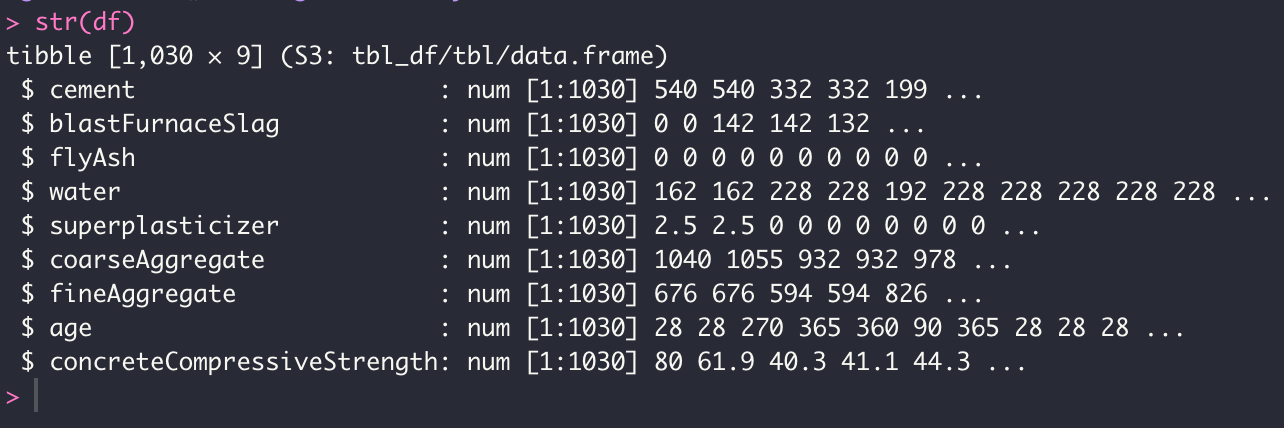 > str(df)
tibble [1,030 × 9] (S3: tbl_df/tbl/data.frame)
 $ cement                     : num [1:1030] 540 540 332 332 199 ...
 $ blastFurnaceSlag           : num [1:1030] 0 0 142 142 132 ...
 $ flyAsh                     : num [1:1030] 0 0 0 0 0 0 0 0 0 0 ...
 $ water                      : num [1:1030] 162 162 228 228 192 228 228 228 228 228 ...
 $ superplasticizer           : num [1:1030] 2.5 2.5 0 0 0 0 0 0 0 0 ...
 $ coarseAggregate            : num [1:1030] 1040 1055 932 932 978 ...
 $ fineAggregate              : num [1:1030] 676 676 594 594 826 ...
 $ age                        : num [1:1030] 28 28 270 365 360 90 365 28 28 28 ...
 $ concreteCompressiveStrength: num [1:1030] 80 61.9 40.3 41.1 44.3 ...
>